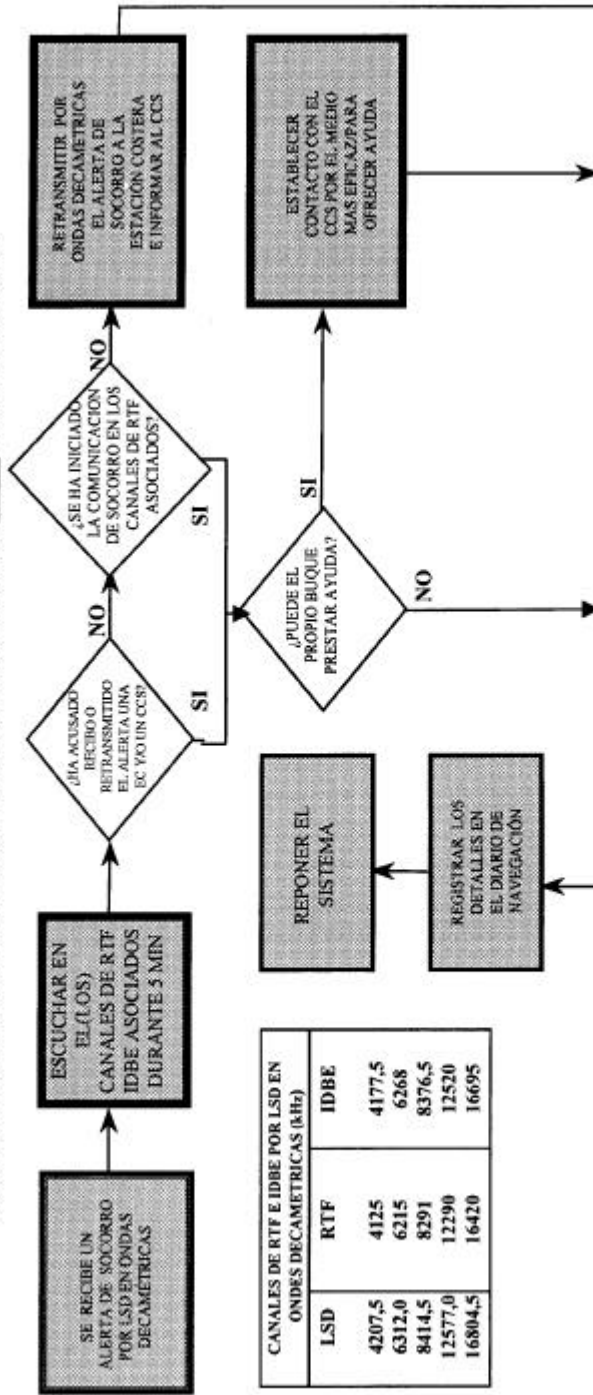 SE RECIBE UN
ALERTA DE SOCORRO
POR LSD EN ONDAS
DECAMÉTRICAS
ESCUCHAR EN
EL(LOS)
CANALES DE RTF
IDBE ASOCIADOS
DURANTE 5 MIN
¿HA ACUSADO
RECIBO O
RETRANSMITIDO
EL ALERTA UNA
EC Y/O UN CCS?
NO
SI
¿SE HA INICIADO
LA COMUNICACION
DE SOCORRO EN LOS
CANALES DE RTF
ASOCIADOS?
NO
SI
RETRANSMITIR POR
ONDAS DECAMETRICAS
EL ALERTA DE
SOCORRO A LA
ESTACIÓN COSTERA
E INFORMAR AL CCS
¿PUEDE EL
PROPIO BUQUE
PRESTAR AYUDA?
SI
NO
ESTABLECER
CONTACTO CON EL
CCS POR EL MEDIO
MAS EFICAZ/PARA
OFRECER AYUDA
REPONER EL
SISTEMA
REGISTRAR LOS
DETALLES EN
EL DIARIO DE
NAVEGACIÓN
CANALES DE RTF E IDBE POR LSD EN
ONDES DECAMETRICAS (kHz)
LSD RTF IDBE
4207,5 4125 4177,5
6312,0 6215 6268
8414,5 8291 8376,5
12577,0 12290 12520
16804,5 16420 16695